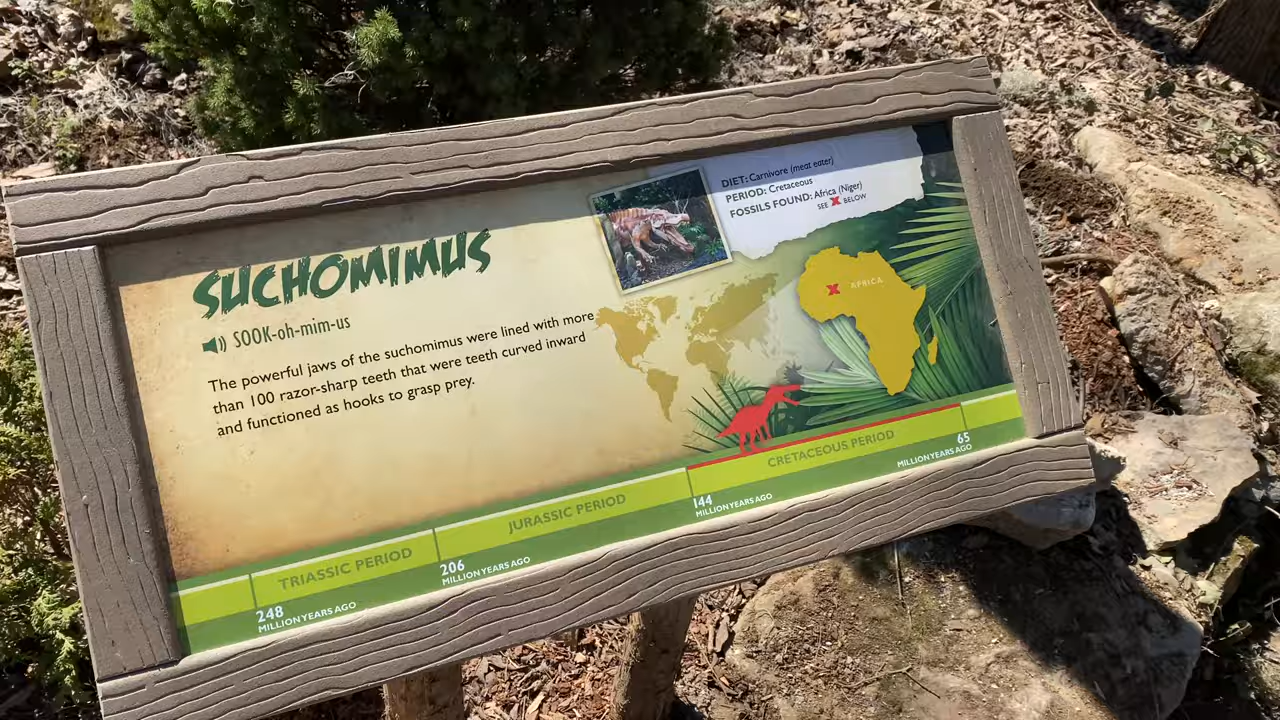 SUCHOMIMUS
SOOK-oh-mim-us
The powerful jaws of the suchomimus were lined with more
than 100 razor-sharp teeth that were teeth curved inward
and functioned as hooks to grasp prey.
DIET: Carnivore (meat eater)
PERIOD: Cretaceous
FOSSILS FOUND: Africa (Niger)
SEE X BELOW
X AFRICA
TRIASSIC PERIOD
JURASSIC PERIOD
CRETACEOUS PERIOD
248
MILLION YEARS AGO
206
MILLION YEARS AGO
144
MILLION YEARS AGO
65
MILLION YEARS AGO